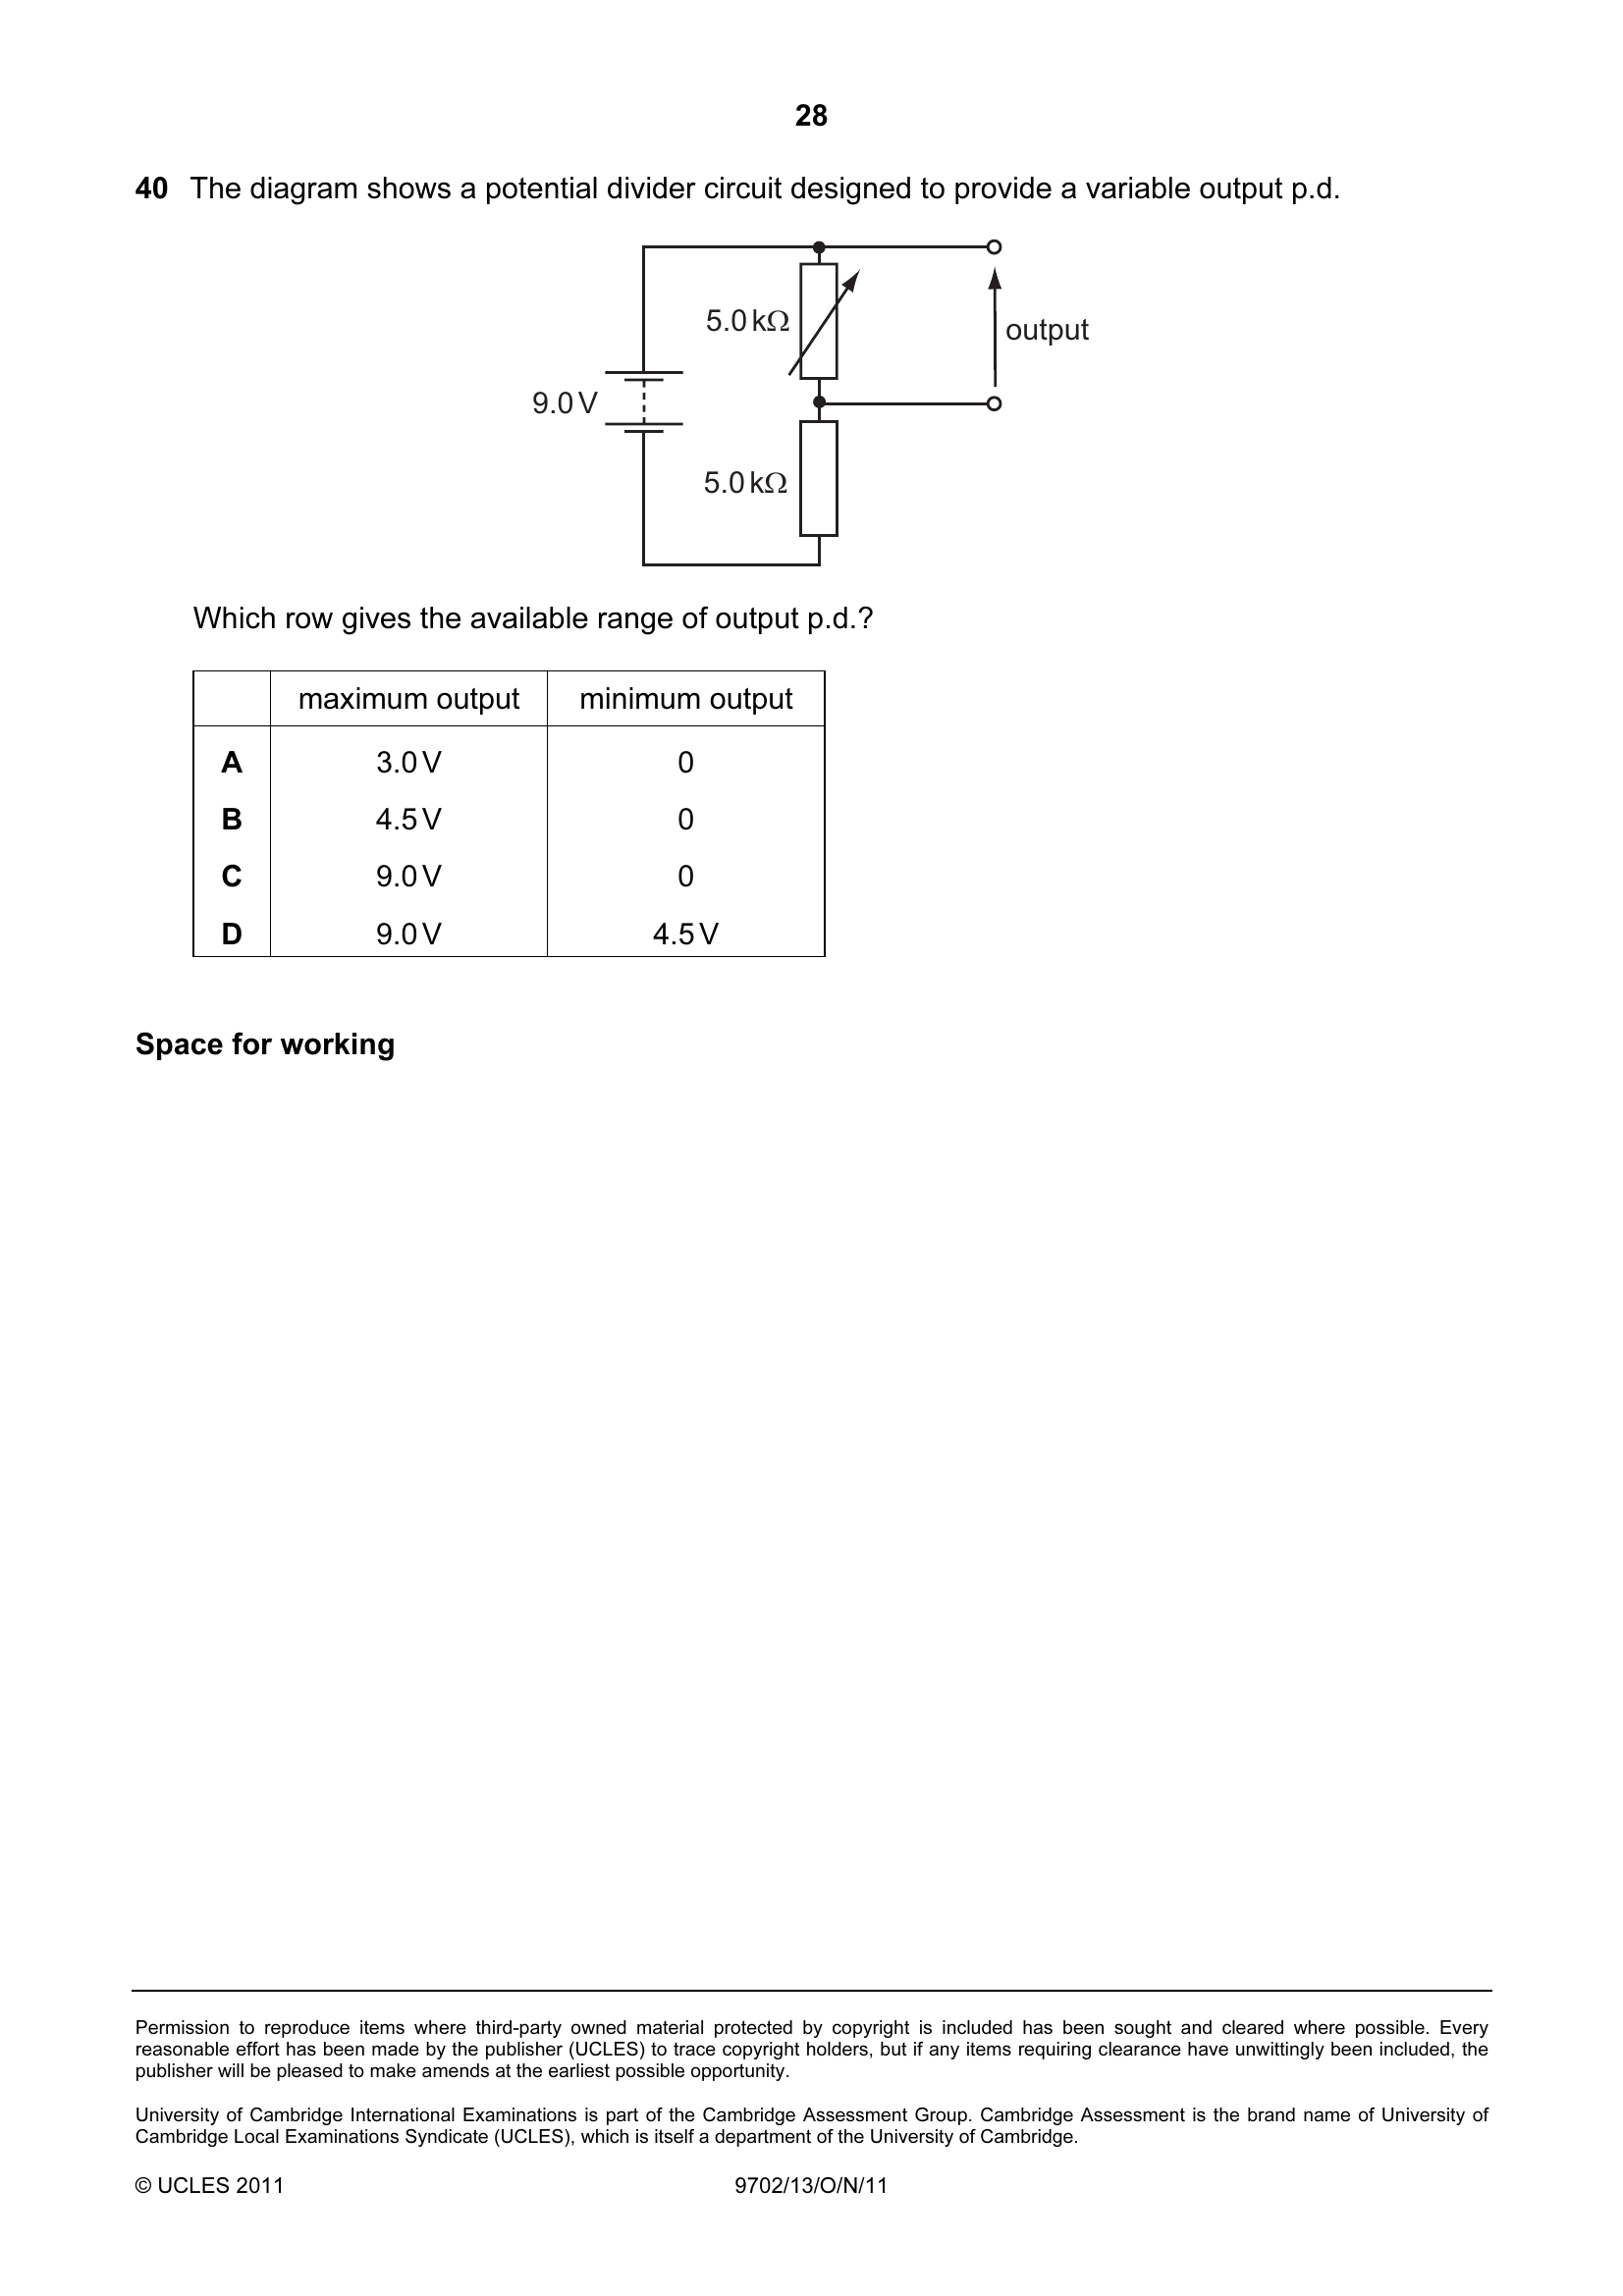 28
40 The diagram shows a potential divider circuit designed to provide a variable output p.d.
5.0 kΩ
output
9.0 V
5.0 kΩ
Which row gives the available range of output p.d.?
maximum output minimum output
A 3.0 V 0
B 4.5 V 0
C 9.0 V 0
D 9.0 V 4.5 V
Space for working
Permission to reproduce items where third-party owned material protected by copyright is included has been sought and cleared where possible. Every
reasonable effort has been made by the publisher (UCLES) to trace copyright holders, but if any items requiring clearance have unwittingly been included, the
publisher will be pleased to make amends at the earliest possible opportunity.
University of Cambridge International Examinations is part of the Cambridge Assessment Group. Cambridge Assessment is the brand name of University of
Cambridge Local Examinations Syndicate (UCLES), which is itself a department of the University of Cambridge.
© UCLES 2011 9702/13/O/N/11